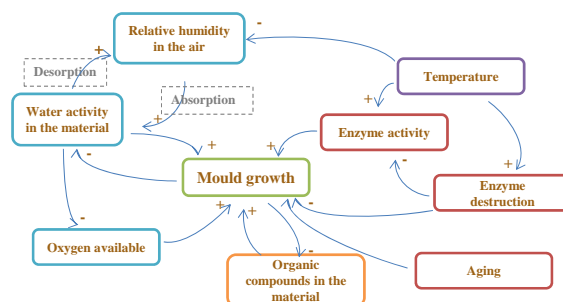 Relative humidity
in the air
-
+
Desorption
Absorption
Temperature
Water activity
in the material
+
+
+
Enzyme activity
-
+
-
+
Mould growth
Enzyme
destruction
-
-
+
+
Oxygen available
-
-
Organic
compounds in the
material
Aging